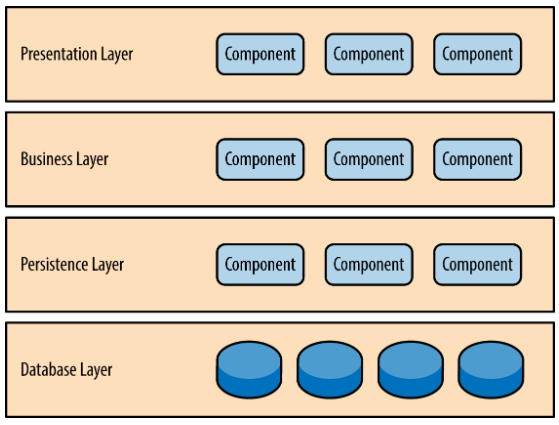 Presentation Layer
Component Component Component
Business Layer
Component Component Component
Persistence Layer
Component Component Component
Database Layer